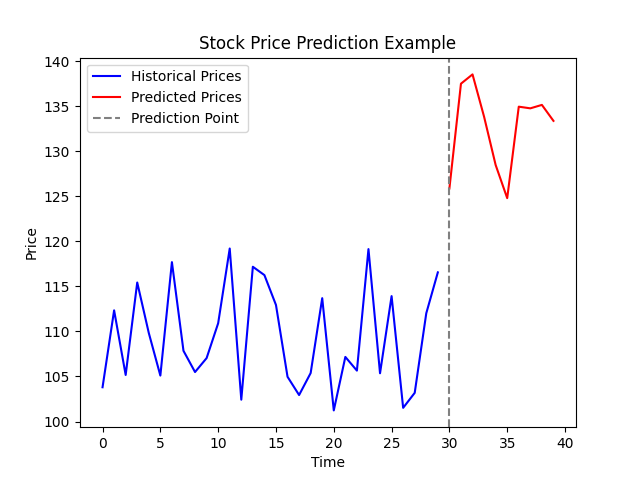 Stock Price Prediction Example
Historical Prices
Predicted Prices
Prediction Point
Price
140
135
130
125
120
115
110
105
100
0 5 10 15 20 25 30 35 40
Time